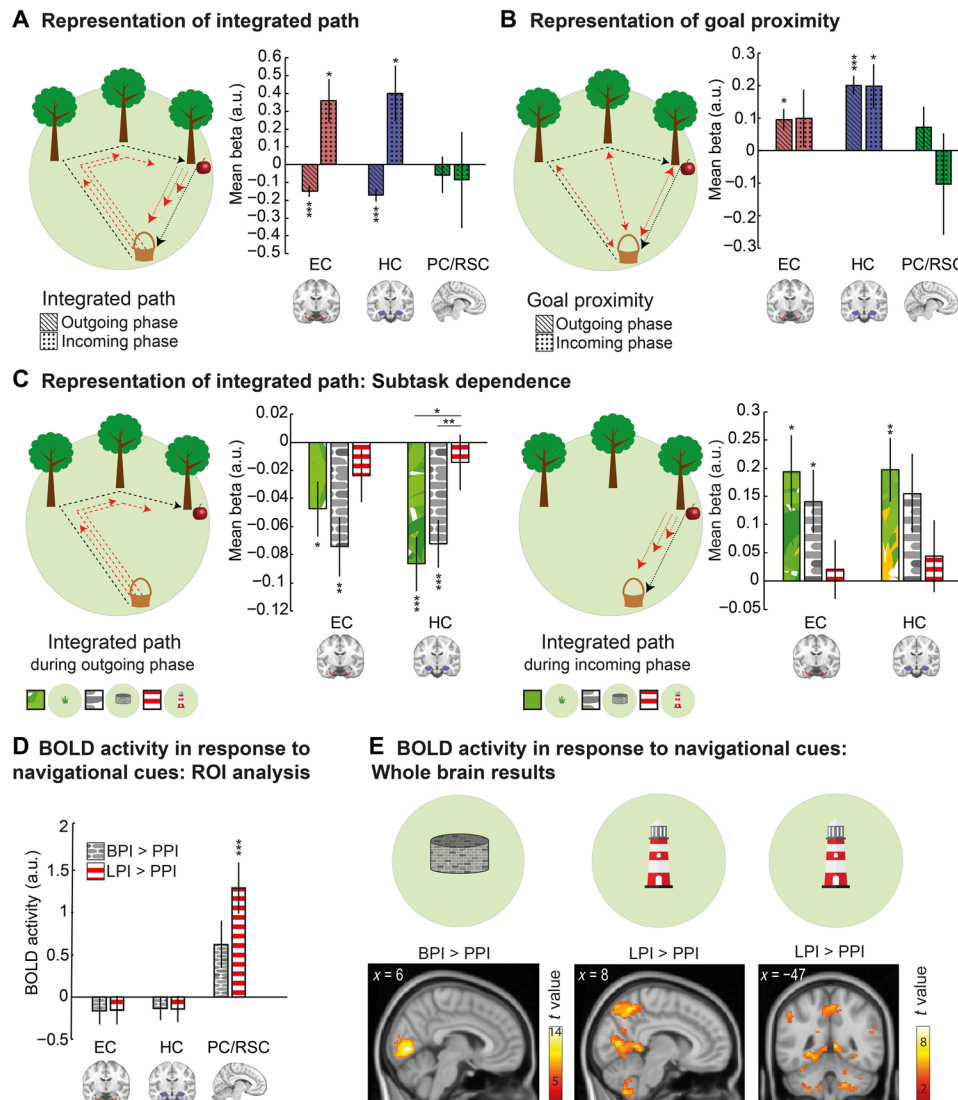 A Representation of integrated path
Mean beta (a.u.)
0.6
0.5
0.4
0.3
0.2
0.1
0
−0.1
−0.2
−0.3
−0.4
−0.5
*
*
***
***
EC
HC
PC/RSC
Integrated path
Outgoing phase
Incoming phase
B Representation of goal proximity
Mean beta (a.u.)
0.3
0.2
0.1
0
−0.1
−0.2
−0.3
*
***
*
EC
HC
PC/RSC
Goal proximity
Outgoing phase
Incoming phase
C Representation of integrated path: Subtask dependence
Mean beta (a.u.)
0.02
0
−0.02
−0.04
−0.06
−0.08
−0.1
−0.12
*
**
*
**
***
***
EC
HC
Integrated path
during outgoing phase
Mean beta (a.u.)
0.3
0.25
0.2
0.15
0.1
0.05
0
−0.05
*
*
**
EC
HC
Integrated path
during incoming phase
D BOLD activity in response to
navigational cues: ROI analysis
BOLD activity (a.u.)
2
1.5
1
0.5
0
−0.5
BPI > PPI
LPI > PPI
***
EC
HC
PC/RSC
E BOLD activity in response to navigational cues:
Whole brain results
BPI > PPI
LPI > PPI
LPI > PPI
x = 6
14
5
t value
x = 8
x = −47
8
2
t value